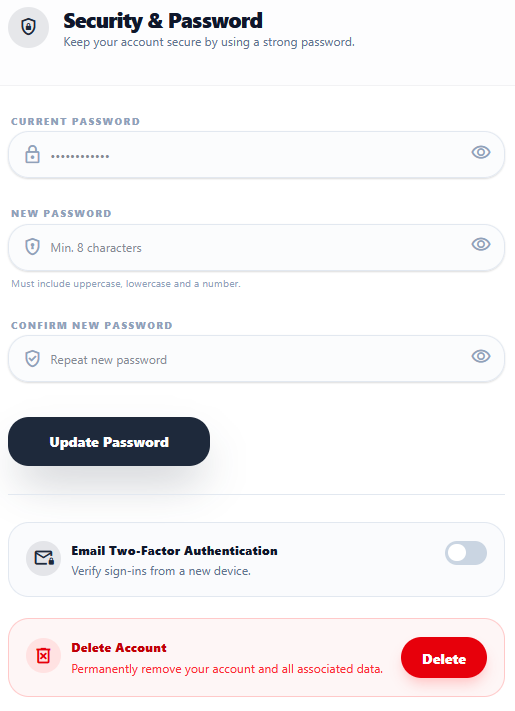 Security & Password
Keep your account secure by using a strong password.
CURRENT PASSWORD
••••••••••••
NEW PASSWORD
Min. 8 characters
Must include uppercase, lowercase and a number.
CONFIRM NEW PASSWORD
Repeat new password
Update Password
Email Two-Factor Authentication
Verify sign-ins from a new device.
Delete Account
Permanently remove your account and all associated data.
Delete